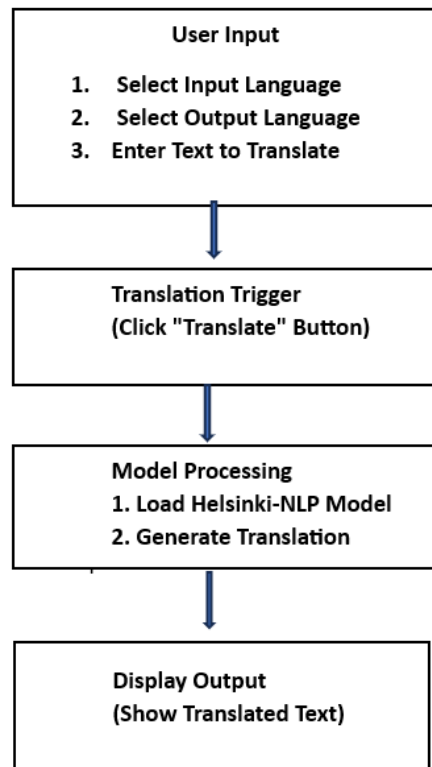 User Input
1. Select Input Language
2. Select Output Language
3. Enter Text to Translate
Translation Trigger
(Click "Translate" Button)
Model Processing
1. Load Helsinki-NLP Model
2. Generate Translation
Display Output
(Show Translated Text)